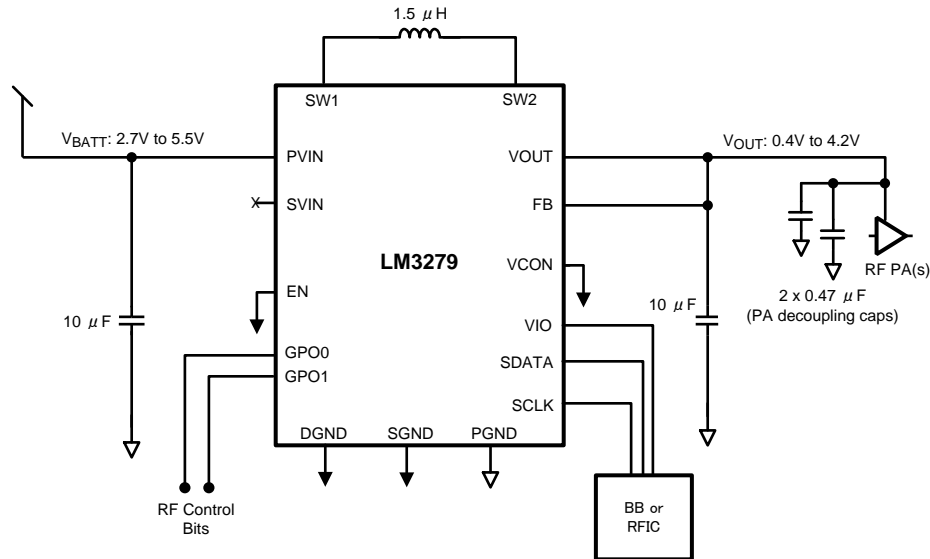 1.5 μH
SW1
SW2
VBATT: 2.7V to 5.5V
PVIN
VOUT
VOUT: 0.4V to 4.2V
SVIN
FB
LM3279
VCON
RF PA(s)
EN
2 x 0.47 μF
(PA decoupling caps)
10 μF
10 μF
VIO
GPO0
GPO1
SDATA
SCLK
DGND
SGND
PGND
RF Control
Bits
BB or
RFIC